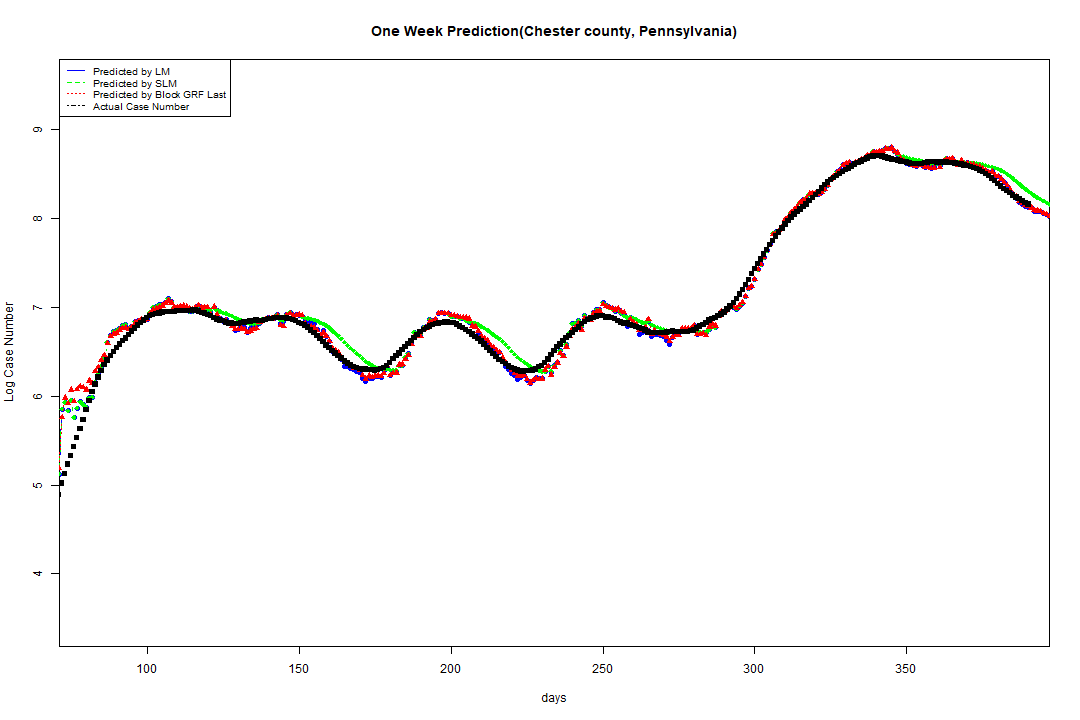 One Week Prediction(Chester county, Pennsylvania)
Predicted by LM
Predicted by SLM
Predicted by Block GRF Last
Actual Case Number
9
8
7
6
5
4
Log Case Number
100
150
200
250
300
350
days